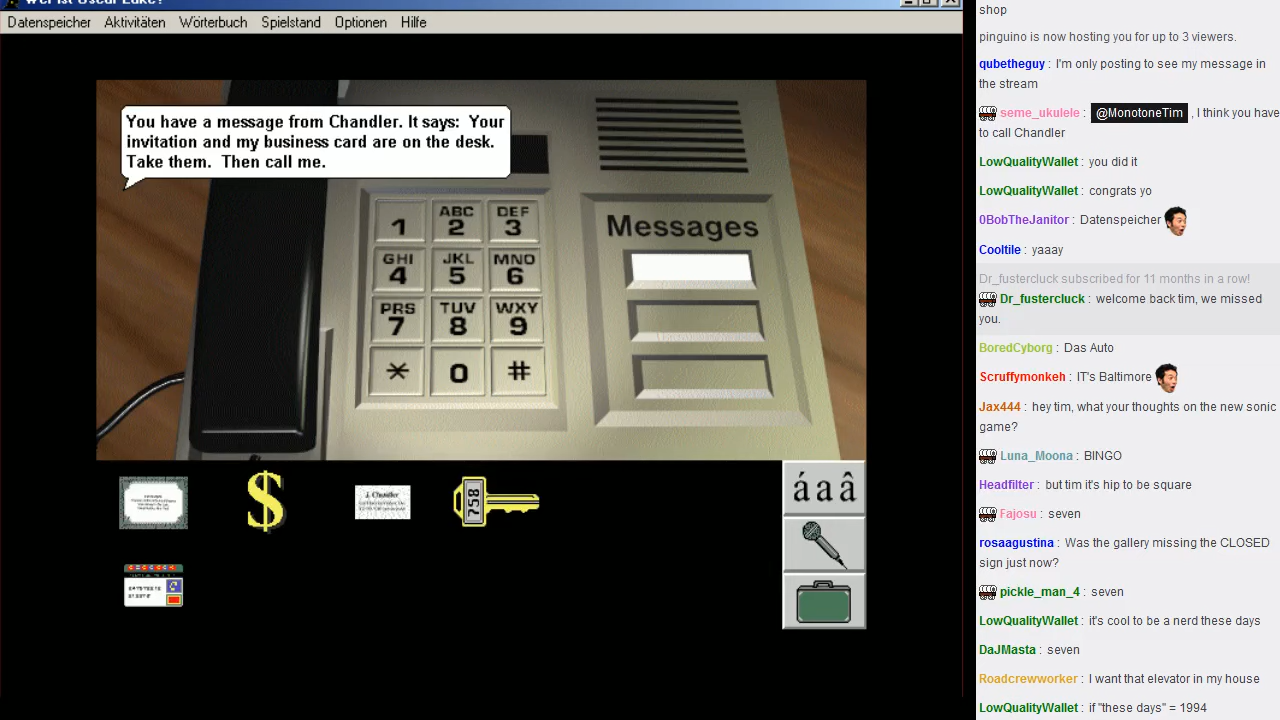 Wer ist Oscar Lake?
Datenspeicher Aktivitäten Wörterbuch Spielstand Optionen Hilfe
You have a message from Chandler. It says: Your
invitation and my business card are on the desk.
Take them. Then call me.
1 ABC 2 DEF 3
GHI 4 JKL 5 MNO 6
PRS 7 TUV 8 WXY 9
* 0 #
Messages
$
J. Chandler
758
á a â
shop
pinguino is now hosting you for up to 3 viewers.
qubetheguy : I'm only posting to see my message in
the stream
seme_ukulele : @MonotoneTim , I think you have
to call Chandler
LowQualityWallet : you did it
LowQualityWallet : congrats yo
0BobTheJanitor : Datenspeicher
Cooltile : yaaay
Dr_fustercluck subscribed for 11 months in a row!
Dr_fustercluck : welcome back tim, we missed
you.
BoredCyborg : Das Auto
Scruffymonkeh : IT's Baltimore
Jax444 : hey tim, what your thoughts on the new sonic
game?
Luna_Moona : BINGO
Headfilter : but tim it hip to be square
Fajosu : seven
rosaagustina : Was the gallery missing the CLOSED
sign just now?
pickle_man_4 : seven
LowQualityWallet : it's cool to be a nerd these days
DaJMasta : seven
Roadcrewworker : I want that elevator in my house
LowQualityWallet : if "these days" = 1994